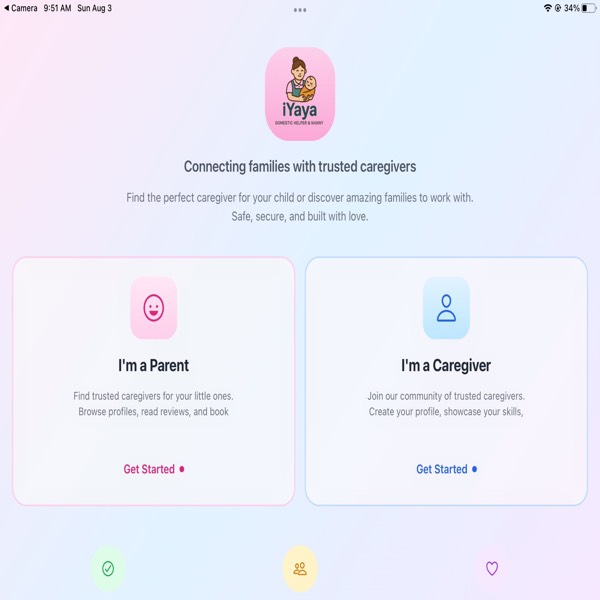 Camera 9:51 AM Sun Aug 3
34%
iYaya
DOMESTIC HELPER & NANNY
Connecting families with trusted caregivers
Find the perfect caregiver for your child or discover amazing families to work with.
Safe, secure, and built with love.
I'm a Parent
Find trusted caregivers for your little ones.
Browse profiles, read reviews, and book
Get Started
I'm a Caregiver
Join our community of trusted caregivers.
Create your profile, showcase your skills,
Get Started